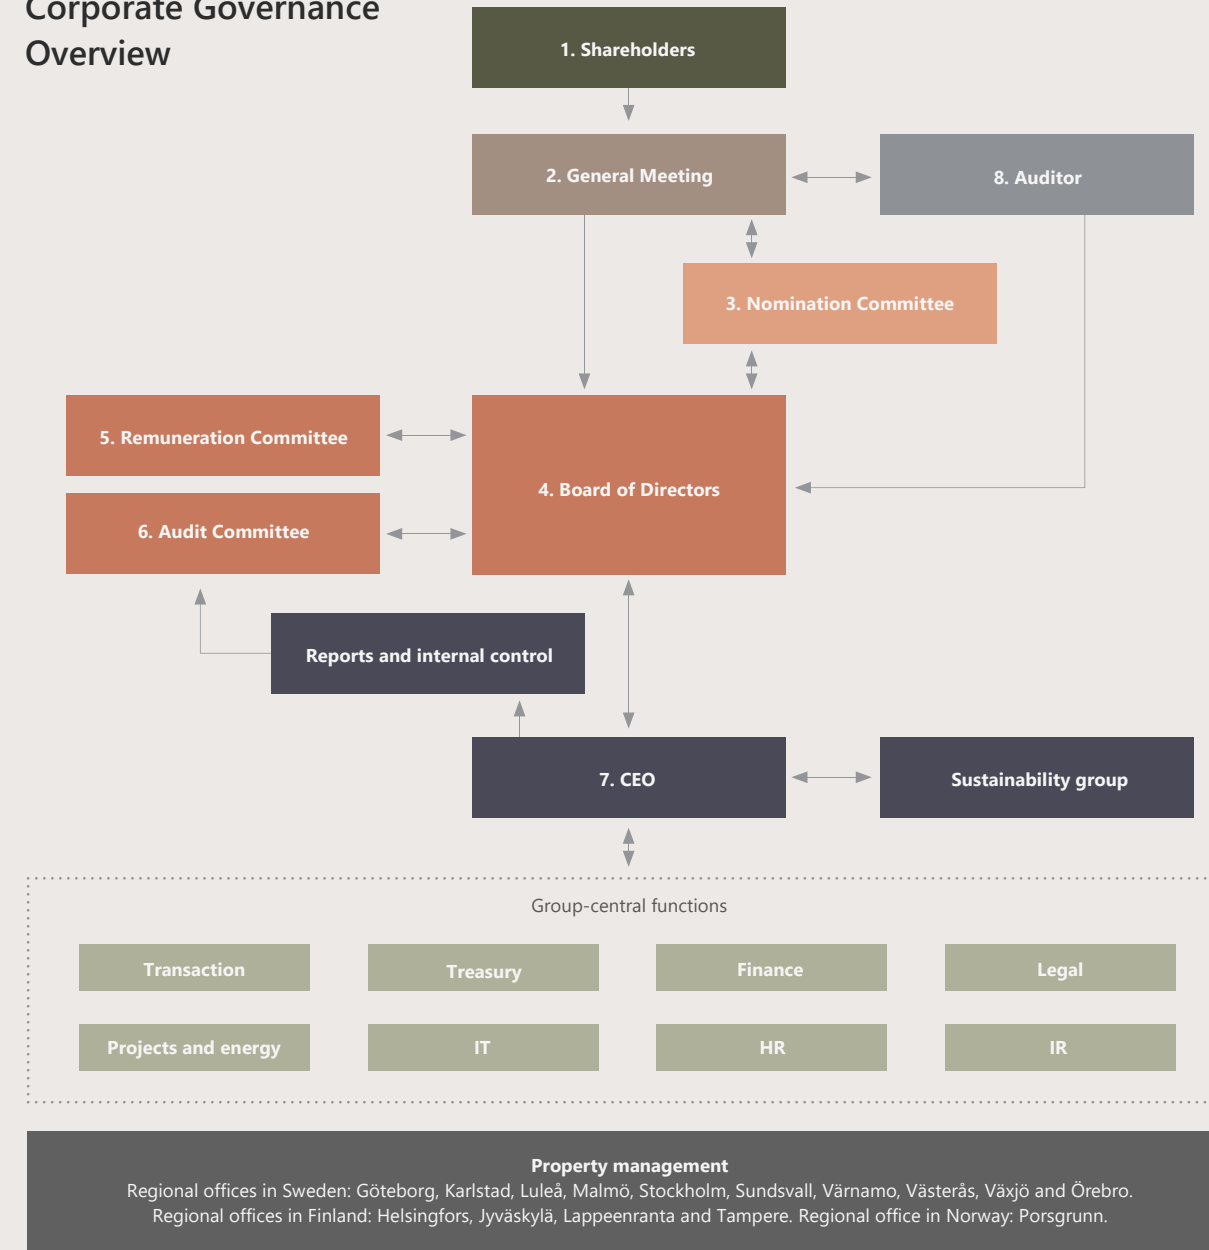 Corporate Governance
Overview
1. Shareholders
2. General Meeting
8. Auditor
3. Nomination Committee
5. Remuneration Committee
4. Board of Directors
6. Audit Committee
Reports and internal control
7. CEO
Sustainability group
Group-central functions
Transaction
Treasury
Finance
Legal
Projects and energy
IT
HR
IR
Property management
Regional offices in Sweden: Göteborg, Karlstad, Luleå, Malmö, Stockholm, Sundsvall, Värnamo, Västerås, Växjö and Örebro.
Regional offices in Finland: Helsingfors, Jyväskylä, Lappeenranta and Tampere. Regional office in Norway: Porsgrunn.